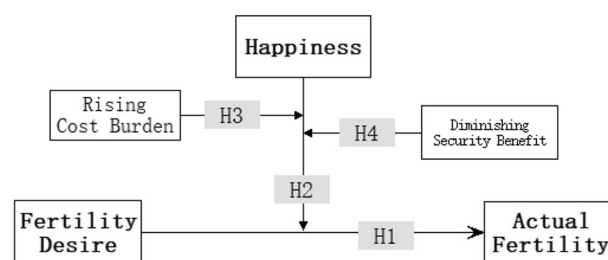 Happiness
Rising
Cost Burden
H3
H4
Diminishing
Security Benefit
H2
Fertility
Desire
H1
Actual
Fertility